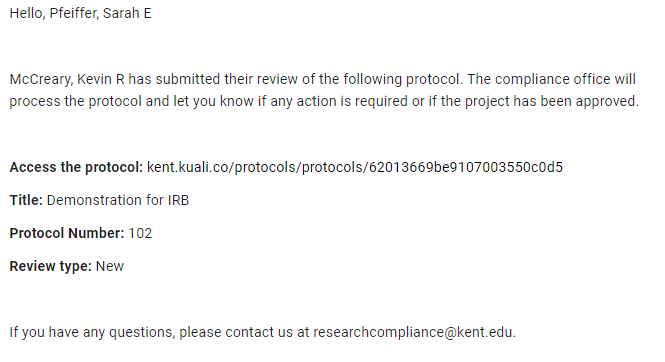 Hello, Pfeiffer, Sarah E
McCreary, Kevin R has submitted their review of the following protocol. The compliance office will
process the protocol and let you know if any action is required or if the project has been approved.
Access the protocol: kent.kuali.co/protocols/protocols/62013669be9107003550c0d5
Title: Demonstration for IRB
Protocol Number: 102
Review type: New
If you have any questions, please contact us at researchcompliance@kent.edu.